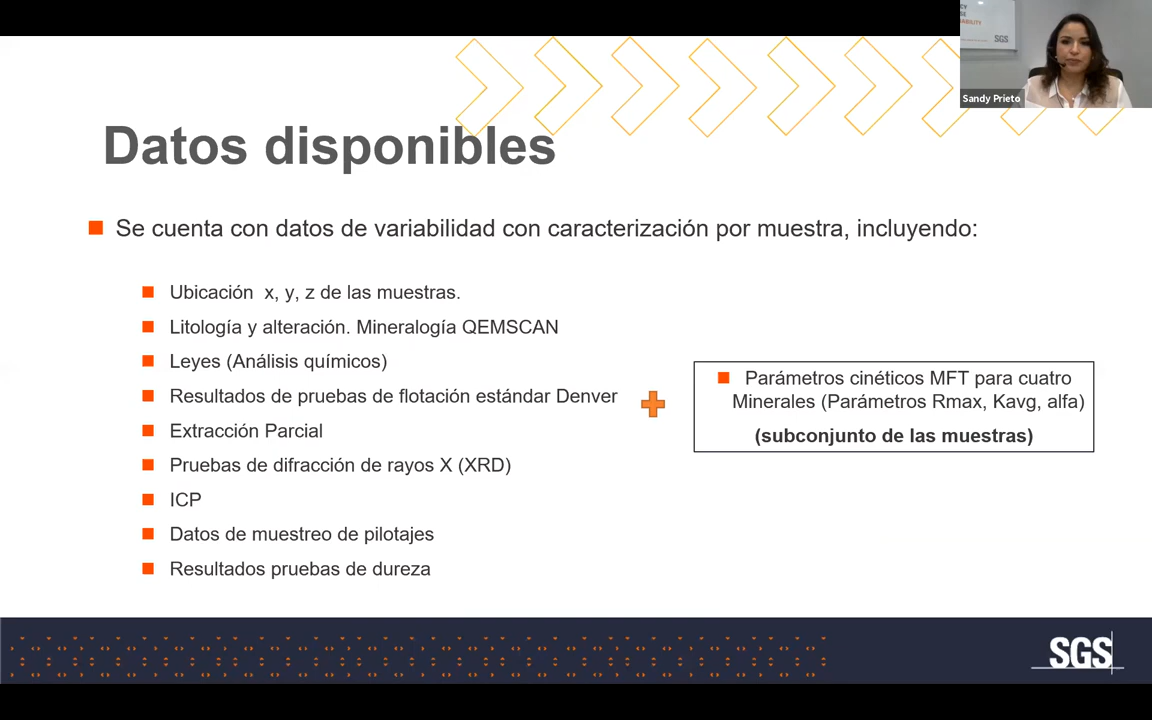 SGS
Sandy Prieto
Datos disponibles
Se cuenta con datos de variabilidad con caracterización por muestra, incluyendo:
Ubicación x, y, z de las muestras.
Litología y alteración. Mineralogía QEMSCAN
Leyes (Análisis químicos)
Resultados de pruebas de flotación estándar Denver
Extracción Parcial
Pruebas de difracción de rayos X (XRD)
ICP
Datos de muestreo de pilotajes
Resultados pruebas de dureza
Parámetros cinéticos MFT para cuatro
Minerales (Parámetros Rmax, Kavg, alfa)
(subconjunto de las muestras)
SGS